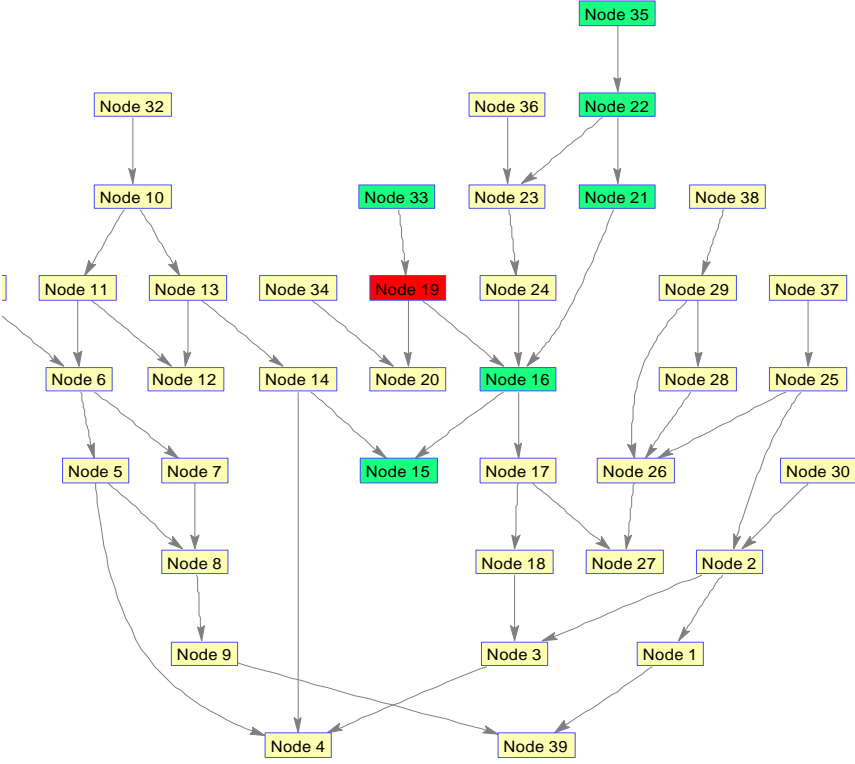 Node 35
Node 32
Node 36
Node 22
Node 10
Node 33
Node 23
Node 21
Node 38
Node 11
Node 13
Node 34
Node 19
Node 24
Node 29
Node 37
Node 6
Node 12
Node 14
Node 20
Node 16
Node 28
Node 25
Node 5
Node 7
Node 15
Node 17
Node 26
Node 30
Node 8
Node 18
Node 27
Node 2
Node 9
Node 3
Node 1
Node 4
Node 39